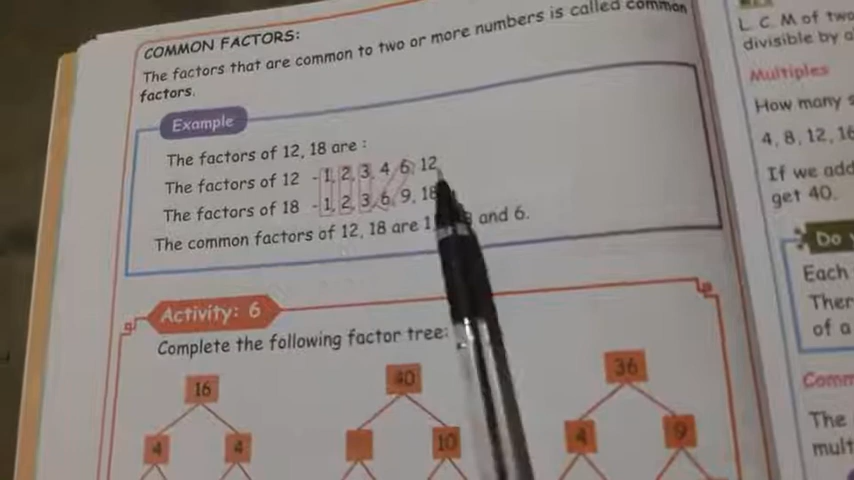 COMMON FACTORS:
The factors that are common to two or more numbers is called common
factors.
Example
The factors of 12, 18 are :
The factors of 12 - 1, 2, 3, 4 6, 12
The factors of 18 - 1, 2, 3, 6, 9, 18
The common factors of 12, 18 are 1, 3 and 6.
Activity: 6
Complete the following factor tree:
16
40
36
4
4
10
4
9
L. C. M of two
divisible by a
Multiples
How many
4, 8, 12, 16
If we add
get 40.
Do
Each
Ther
of a
Comm
The
mult